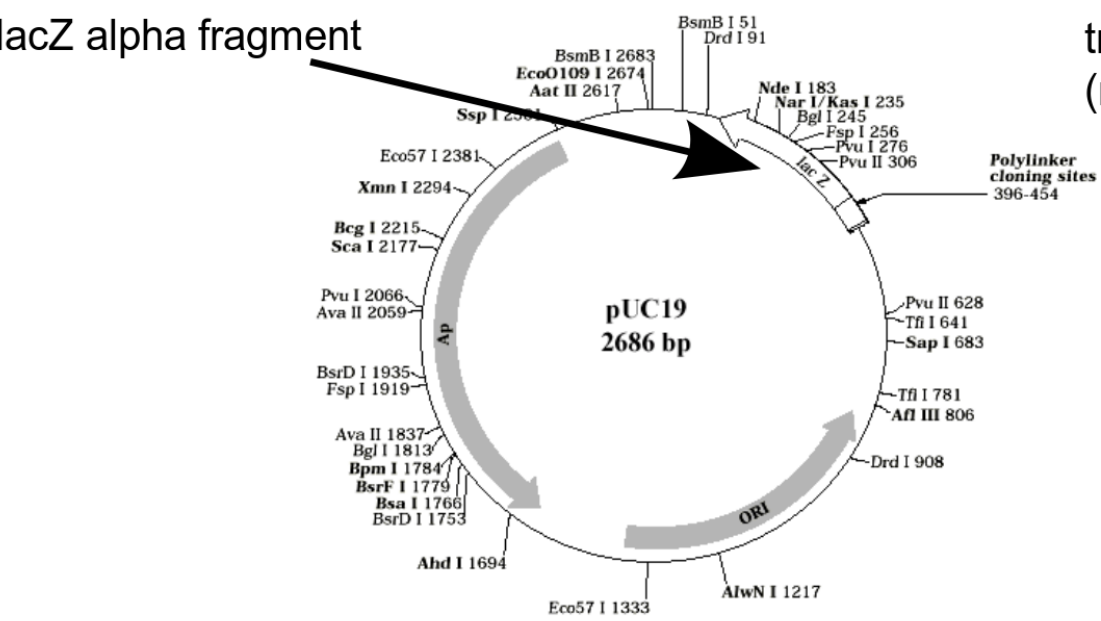 lacZ alpha fragment
BsmB I 51
Drd I 91
BsmB I 2683
EcoO109 I 2674
Aat II 2617
Ssp I
Eco57 I 2381
Xmn I 2294
Bcg I 2215
Sca I 2177
Pvu I 2066
Ava II 2059
BsrD I 1935
Fsp I 1919
Ava II 1837
Bgl I 1813
Bpm I 1784
BsrF I 1779
Bsa I 1766
BsrD I 1753
Ahd I 1694
Eco57 I 1333
AlwN I 1217
Drd I 908
Afl III 806
Tfi I 781
Sap I 683
Tfi I 641
Pvu II 628
Polylinker
cloning sites
396-454
Nde I 183
Nar I/Kas I 235
Bgl I 245
Fsp I 256
Pvu I 276
Pvu II 306
lac Z
Ap
ORI
pUC19
2686 bp